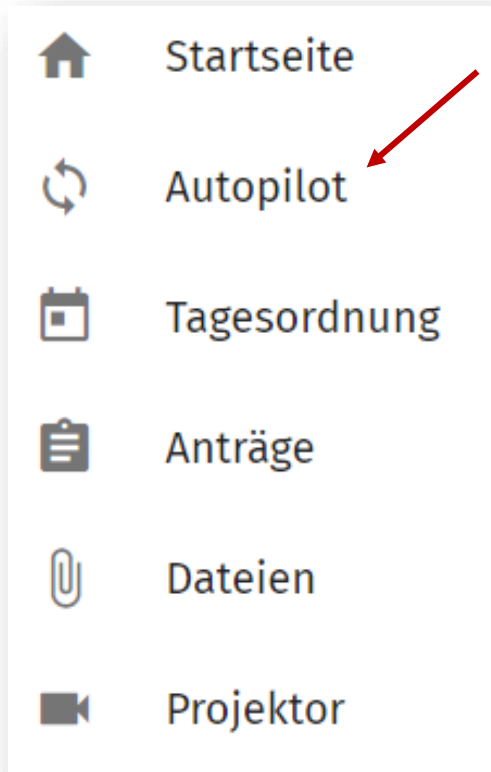 Startseite
Autopilot
Tagesordnung
Anträge
Dateien
Projektor